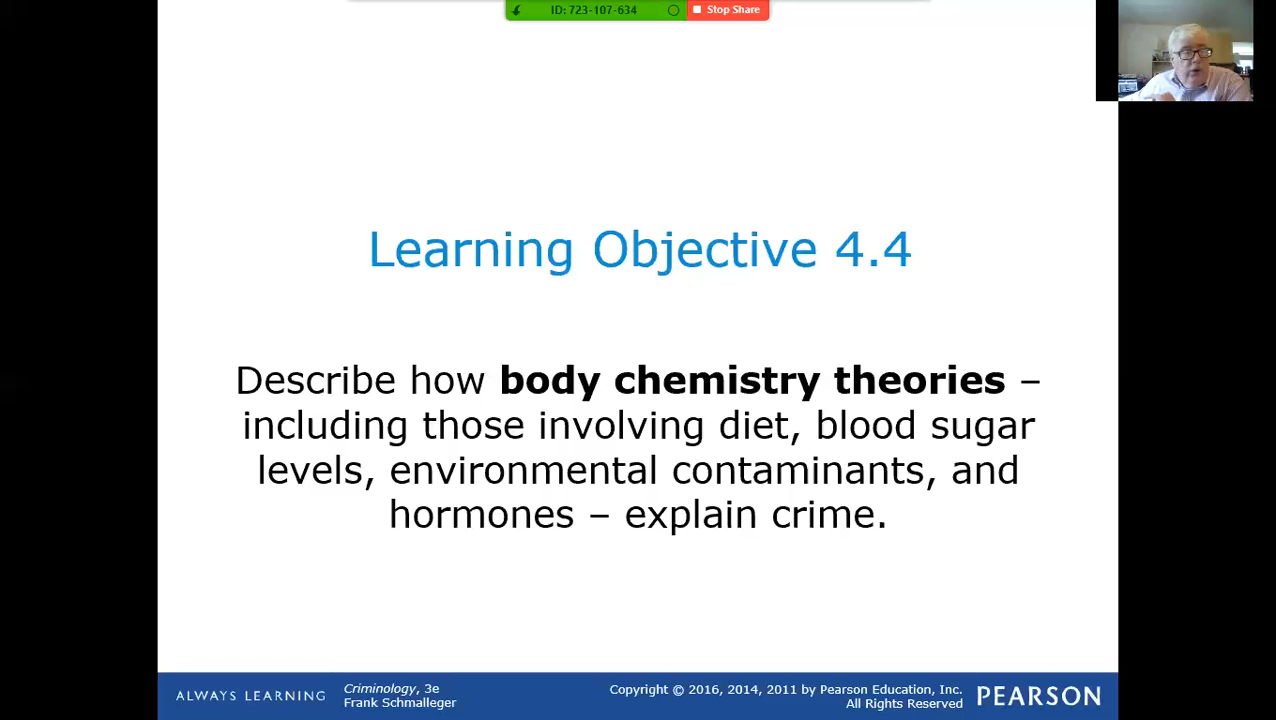 ID: 723-107-634
Stop Share
Learning Objective 4.4
Describe how body chemistry theories –
including those involving diet, blood sugar
levels, environmental contaminants, and
hormones – explain crime.
ALWAYS LEARNING
Criminology, 3e
Frank Schmalleger
Copyright © 2016, 2014, 2011 by Pearson Education, Inc.
All Rights Reserved
PEARSON